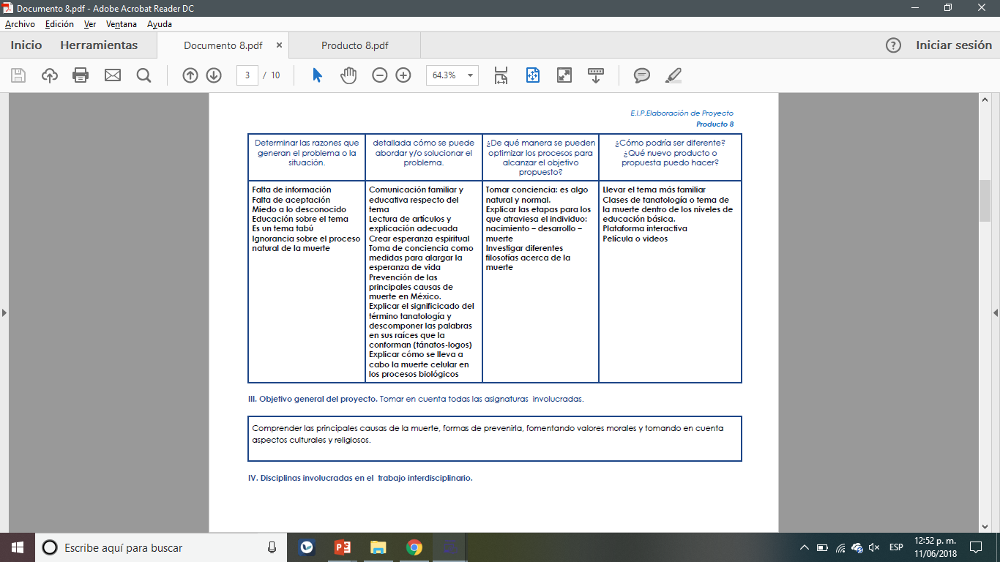 Documento 8.pdf - Adobe Acrobat Reader DC
Archivo Edición Ver Ventana Ayuda
Inicio Herramientas Documento 8.pdf × Producto 8.pdf Iniciar sesión
3 / 10 64.3%
E.I.P.Elaboración de Proyecto
Producto 8
Determinar las razones que
generan el problema o la
situación.
detallada cómo se puede
abordar y/o solucionar el
problema.
¿De qué manera se pueden
optimizar los procesos para
alcanzar el objetivo
propuesto?
¿Cómo podría ser diferente?
¿Qué nuevo producto o
propuesta puedo hacer?
Falta de información
Falta de aceptación
Miedo a lo desconocido
Educación sobre el tema
Es un tema tabú
Ignorancia sobre el proceso
natural de la muerte
Comunicación familiar y
educativa respecto del
tema
Lectura de artículos y
explicación adecuada
Crear esperanza espiritual
Toma de conciencia como
medidas para alargar la
esperanza de vida
Prevención de las
principales causas de
muerte en México.
Explicar el significicado del
término tanatología y
descomponer las palabras
en sus raíces que la
conforman (tánatos-logos)
Explicar cómo se lleva a
cabo la muerte celular en
los procesos biológicos
Tomar conciencia: es algo
natural y normal.
Explicar las etapas para los
que atraviesa el individuo:
nacimiento – desarrollo –
muerte
Investigar diferentes
filosofías acerca de la
muerte
Llevar el tema más familiar
Clases de tanatología o tema de
la muerte dentro de los niveles de
educación básica.
Plataforma interactiva
Película o videos
III. Objetivo general del proyecto. Tomar en cuenta todas las asignaturas involucradas.
Comprender las principales causas de la muerte, formas de prevenirla, fomentando valores morales y tomando en cuenta
aspectos culturales y religiosos.
IV. Disciplinas involucradas en el trabajo interdisciplinario.
Escribe aquí para buscar
ESP
12:52 p. m.
11/06/2018